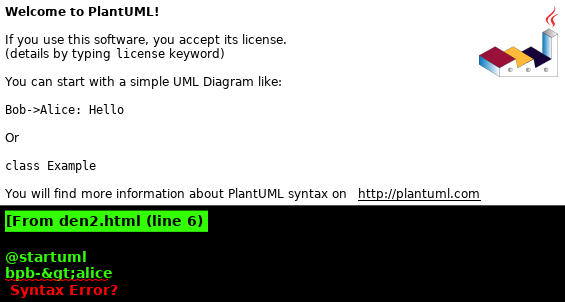 Welcome to PlantUML!
If you use this software, you accept its license.
(details by typing license keyword)
You can start with a simple UML Diagram like:
Bob->Alice: Hello
Or
class Example
You will find more information about PlantUML syntax on http://plantuml.com
[From den2.html (line 6)
@startuml
bpb-&gt;alice
Syntax Error?